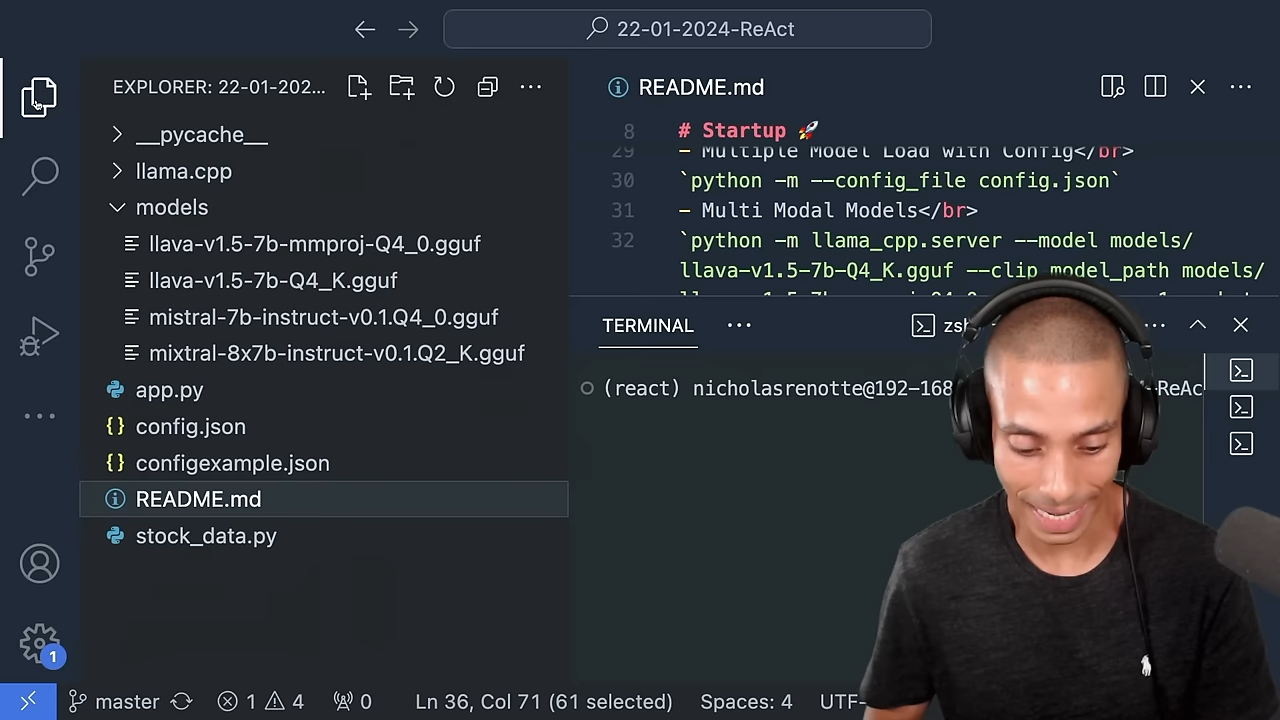 22-01-2024-ReAct
EXPLORER: 22-01-202...
__pycache__
llama.cpp
models
llava-v1.5-7b-mmproj-Q4_0.gguf
llava-v1.5-7b-Q4_K.gguf
mistral-7b-instruct-v0.1.Q4_0.gguf
mixtral-8x7b-instruct-v0.1.Q2_K.gguf
app.py
config.json
configexample.json
README.md
stock_data.py
README.md
8 # Startup 🚀
29 - Multiple Model Load with Config</br>
30 `python -m --config_file config.json`
31 - Multi Modal Models</br>
32 `python -m llama_cpp.server --model models/
llava-v1.5-7b-Q4_K.gguf --clip_model_path models/
TERMINAL
(react) nicholasrenotte@192-168
ReAc
1
master
1
4
0
Ln 36, Col 71 (61 selected)
Spaces: 4
UTF-